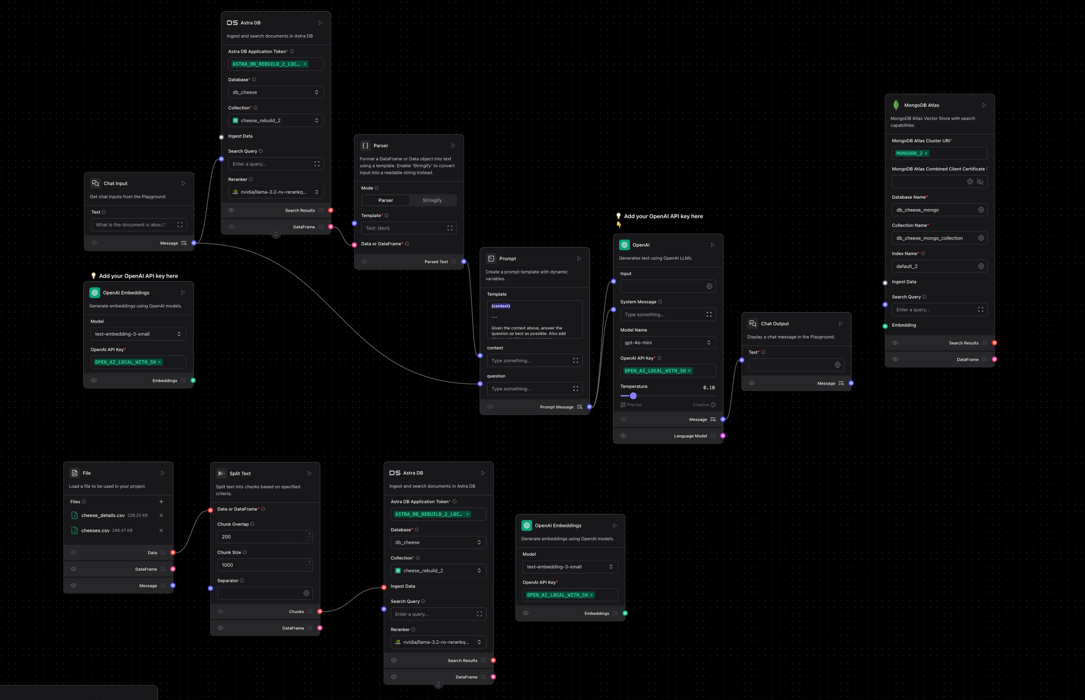 Astra DB
Ingest and search documents in Astra DB
Astra DB Application Token*
ASTRA_DB_REBUILD_2_LOC... ×
Database*
db_cheese
Collection*
cheese_rebuild_2
Ingest Data
Search Query
Enter a query...
Reranker
nvidia/llama-3.2-nv-rerankq...
Search Results
DataFrame
Chat Input
Get chat inputs from the Playground.
Text
What is the document is about?
Message
Add your OpenAI API key here
OpenAI Embeddings
Generate embeddings using OpenAI models.
Model
text-embedding-3-small
OpenAI API Key*
OPEN_AI_LOCAL_WITH_SH ×
Embeddings
Parser
Format a DataFrame or Data object into text
using a template. Enable "Stringify" to convert
input into a readable string instead.
Mode
Parser Stringify
Template*
Text: {text}
Data or DataFrame*
Parsed Text
Prompt
Create a prompt template with dynamic
variables.
Template
{context}
---
Given the context above, answer the
question as best as possible. Also add
context
Type something...
question
Type something...
Prompt Message
Add your OpenAI API key here
OpenAI
Generates text using OpenAI LLMs.
Input
System Message
Type something...
Model Name
gpt-4o-mini
OpenAI API Key*
OPEN_AI_LOCAL_WITH_SH ×
Temperature 0.10
Precise Creative
Message
Language Model
Chat Output
Display a chat message in the Playground.
Text*
Message
MongoDB Atlas
MongoDB Atlas Vector Store with search
capabilities
MongoDB Atlas Cluster URI*
MONGODB_2 ×
MongoDB Atlas Combined Client Certificate
Database Name*
db_cheese_mongo
Collection Name*
db_cheese_mongo_collection
Index Name*
default_2
Ingest Data
Search Query
Enter a query...
Embedding
Search Results
DataFrame
File
Load a file to be used in your project.
Files
cheese_details.csv 228.21 KB ×
cheeses.csv ×
Data
DataFrame
Message
Split Text
Split text into chunks based on specified
criteria.
Data or DataFrame*
Chunk Overlap
200
Chunk Size
1000
Separator
Chunks
DataFrame
Astra DB
Ingest and search documents in Astra DB
Astra DB Application Token*
ASTRA_DB_REBUILD_2_LOC... ×
Database*
db_cheese
Collection*
cheese_rebuild_2
Ingest Data
Search Query
Enter a query...
Reranker
nvidia/llama-3.2-nv-rerankq...
Search Results
DataFrame
OpenAI Embeddings
Generate embeddings using OpenAI models.
Model
text-embedding-3-small
OpenAI API Key*
OPEN_AI_LOCAL_WITH_SH ×
Embeddings